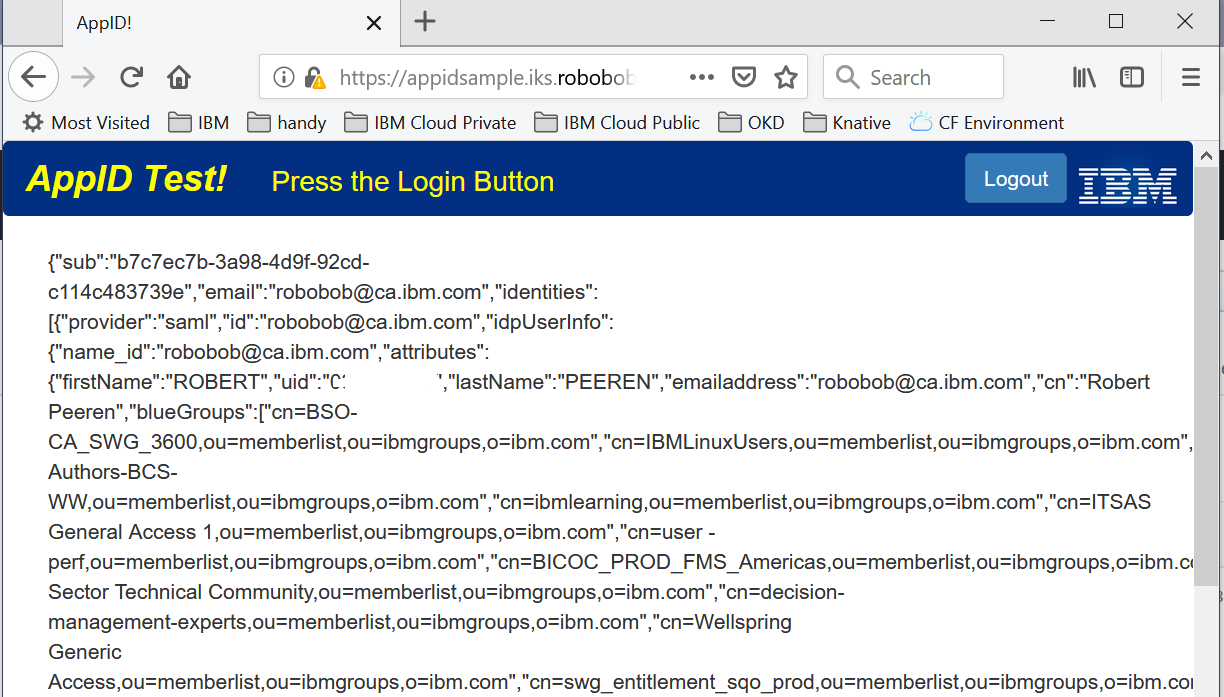 AppID!
https://appidsample.iks.robobob
Search
Most Visited IBM handy IBM Cloud Private IBM Cloud Public OKD Knative CF Environment
AppID Test! Press the Login Button Logout IBM
{"sub":"b7c7ec7b-3a98-4d9f-92cd-
c114c483739e","email":"robobob@ca.ibm.com","identities":
[{"provider":"saml","id":"robobob@ca.ibm.com","idpUserInfo":
{"name_id":"robobob@ca.ibm.com","attributes":
{"firstName":"ROBERT","uid":"0 ","lastName":"PEEREN","emailaddress":"robobob@ca.ibm.com","cn":"Robert
Peeren","blueGroups":["cn=BSO-
CA_SWG_3600,ou=memberlist,ou=ibmgroups,o=ibm.com","cn=IBMLinuxUsers,ou=memberlist,ou=ibmgroups,o=ibm.com",
Authors-BCS-
WW,ou=memberlist,ou=ibmgroups,o=ibm.com","cn=ibmlearning,ou=memberlist,ou=ibmgroups,o=ibm.com","cn=ITSAS
General Access 1,ou=memberlist,ou=ibmgroups,o=ibm.com","cn=user -
perf,ou=memberlist,ou=ibmgroups,o=ibm.com","cn=BICOC_PROD_FMS_Americas,ou=memberlist,ou=ibmgroups,o=ibm.c
Sector Technical Community,ou=memberlist,ou=ibmgroups,o=ibm.com","cn=decision-
management-experts,ou=memberlist,ou=ibmgroups,o=ibm.com","cn=Wellspring
Generic
Access,ou=memberlist,ou=ibmgroups,o=ibm.com","cn=swg_entitlement_sqo_prod,ou=memberlist,ou=ibmgroups,o=ibm.co